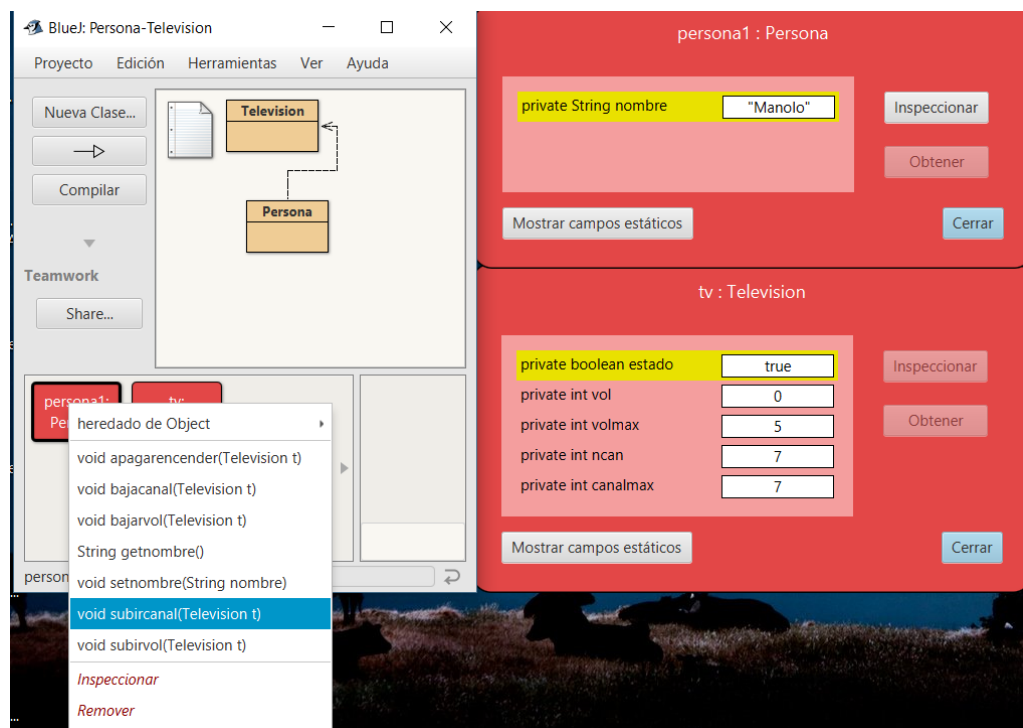 BlueJ: Persona-Television
Proyecto Edición Herramientas Ver Ayuda
Nueva Clase...
Compilar
Teamwork
Share...
Television
Persona
persona1:
tv:
heredado de Object
void apagarencender(Television t)
void bajacanal(Television t)
void bajarvol(Television t)
String getnombre()
void setnombre(String nombre)
void subircanal(Television t)
void subirvol(Television t)
Inspeccionar
Remover
persona1 : Persona
private String nombre "Manolo"
Inspeccionar
Obtener
Mostrar campos estáticos
Cerrar
tv : Television
private boolean estado true
private int vol 0
private int volmax 5
private int ncan 7
private int canalmax 7
Inspeccionar
Obtener
Mostrar campos estáticos
Cerrar